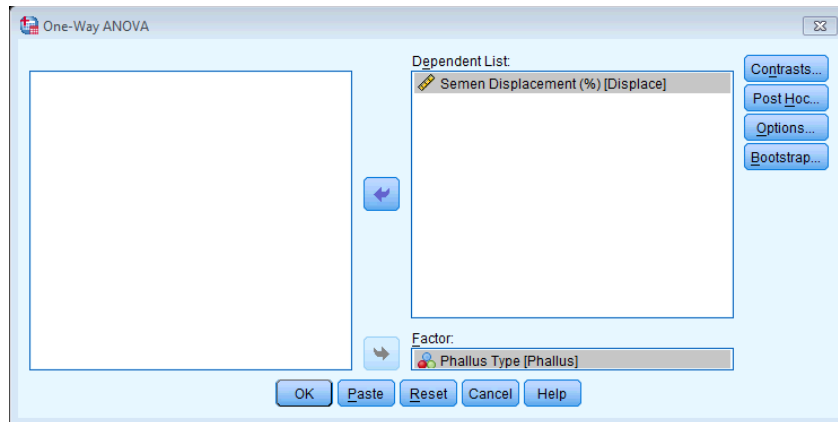 One-Way ANOVA
Dependent List:
Semen Displacement (%) [Displace]
Contrasts...
Post Hoc...
Options...
Bootstrap...
Factor:
Phallus Type [Phallus]
OK Paste Reset Cancel Help